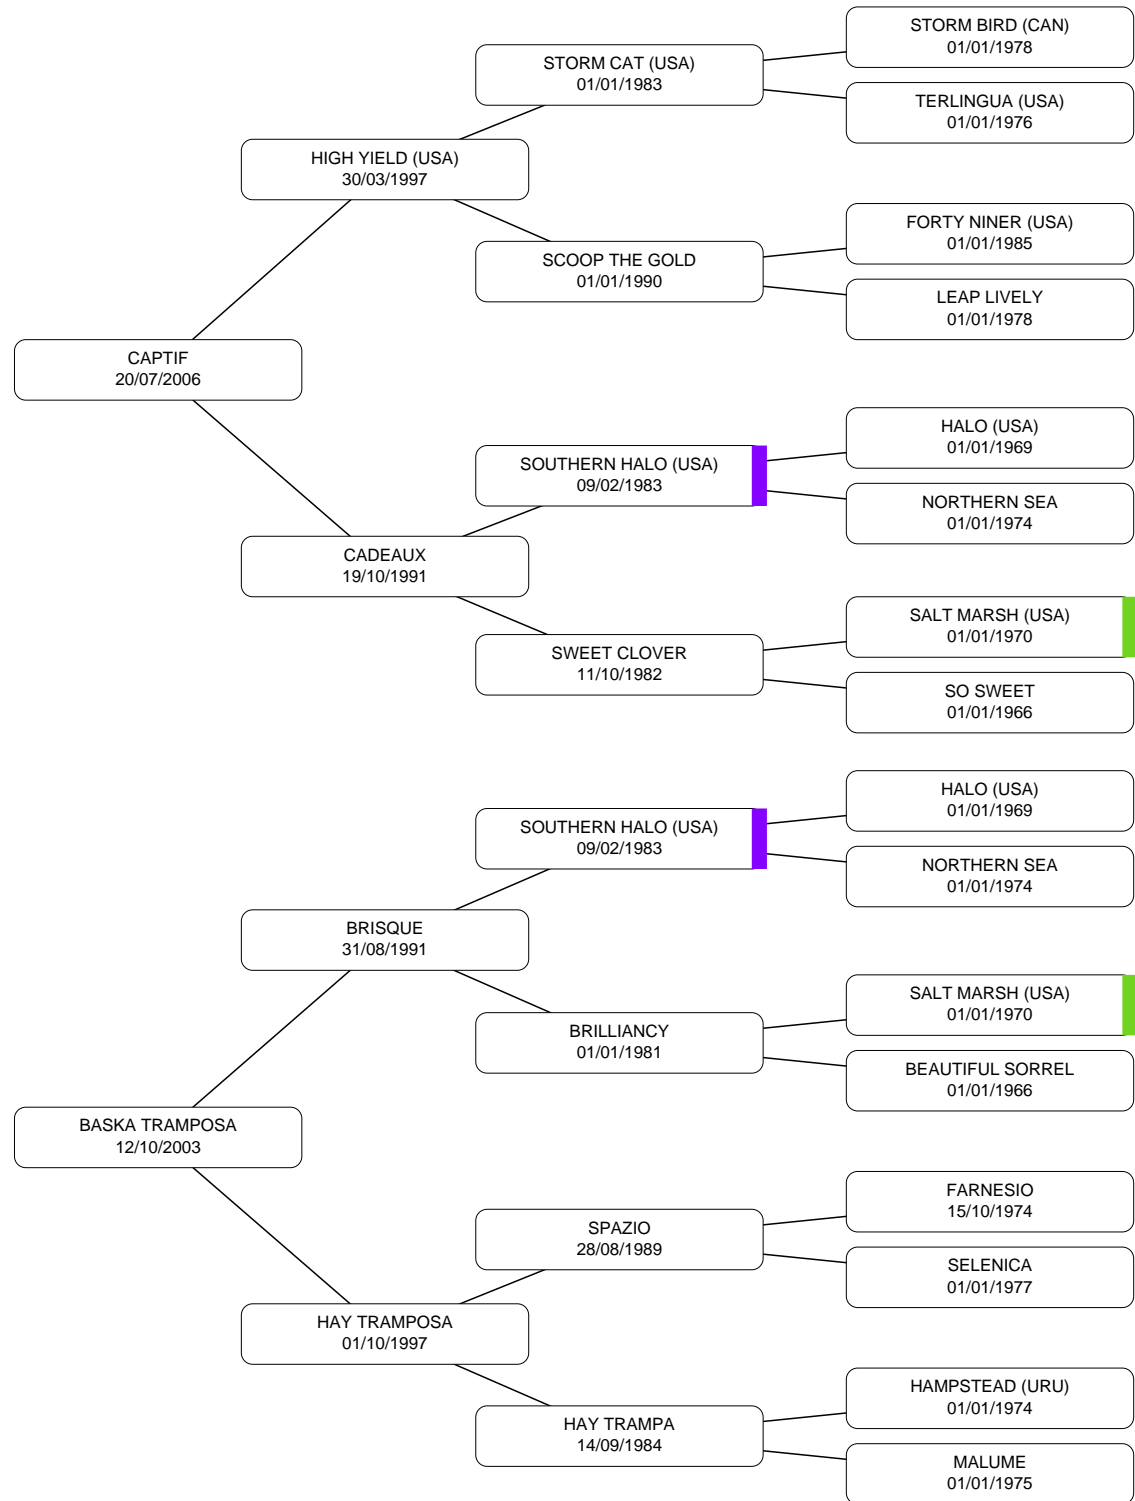 STORM BIRD (CAN)
01/01/1978
STORM CAT (USA)
01/01/1983
TERLINGUA (USA)
01/01/1976
HIGH YIELD (USA)
30/03/1997
FORTY NINER (USA)
01/01/1985
SCOOP THE GOLD
01/01/1990
LEAP LIVELY
01/01/1978
CAPTIF
20/07/2006
HALO (USA)
01/01/1969
SOUTHERN HALO (USA)
09/02/1983
NORTHERN SEA
01/01/1974
CADEAUX
19/10/1991
SALT MARSH (USA)
01/01/1970
SWEET CLOVER
11/10/1982
SO SWEET
01/01/1966
HALO (USA)
01/01/1969
SOUTHERN HALO (USA)
09/02/1983
NORTHERN SEA
01/01/1974
BRISQUE
31/08/1991
SALT MARSH (USA)
01/01/1970
BRILLIANCY
01/01/1981
BEAUTIFUL SORREL
01/01/1966
BASKA TRAMPOSA
12/10/2003
FARNESIO
15/10/1974
SPAZIO
28/08/1989
SELENICA
01/01/1977
HAY TRAMPOSA
01/10/1997
HAMPSTEAD (URU)
01/01/1974
HAY TRAMPA
14/09/1984
MALUME
01/01/1975